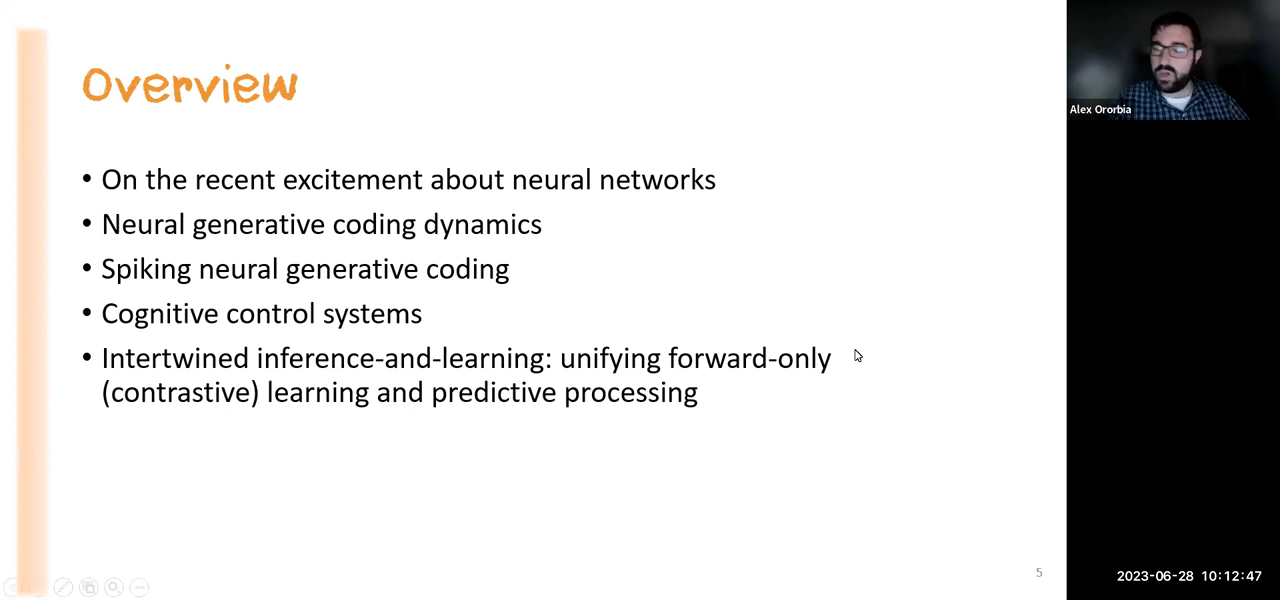 Overview
• On the recent excitement about neural networks
• Neural generative coding dynamics
• Spiking neural generative coding
• Cognitive control systems
• Intertwined inference-and-learning: unifying forward-only
(contrastive) learning and predictive processing
5
Alex Ororbia
2023-06-28 10:12:47